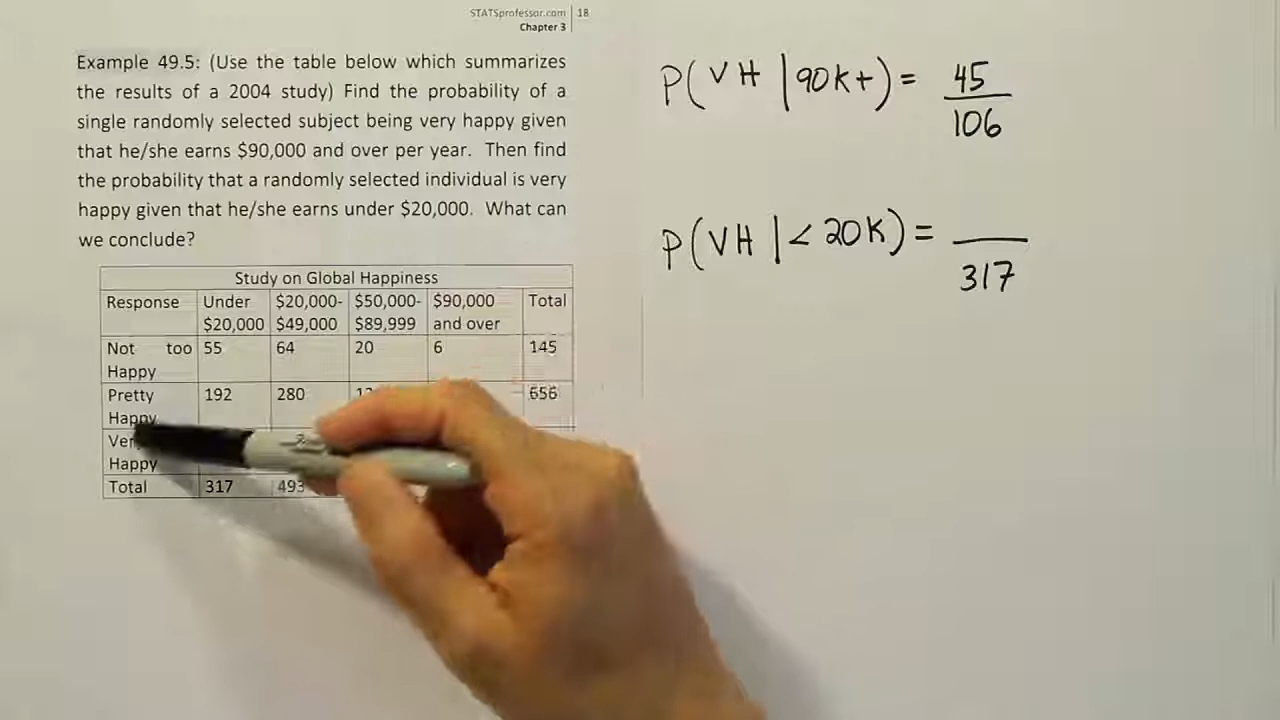 STATSprofessor.com 18
Chapter 3
Example 49.5: (Use the table below which summarizes
the results of a 2004 study) Find the probability of a
single randomly selected subject being very happy given
that he/she earns $90,000 and over per year. Then find
the probability that a randomly selected individual is very
happy given that he/she earns under $20,000. What can
we conclude?
Study on Global Happiness
Response Under $20,000- $50,000- $90,000 Total
$20,000 $49,000 $89,999 and over
Not too 55 64 20 6 145
Happy
Pretty 192 280 656
Happy
Happy
Total 317 493
P(VH | 90K+) = 45
106
P(VH | < 20K) =
317